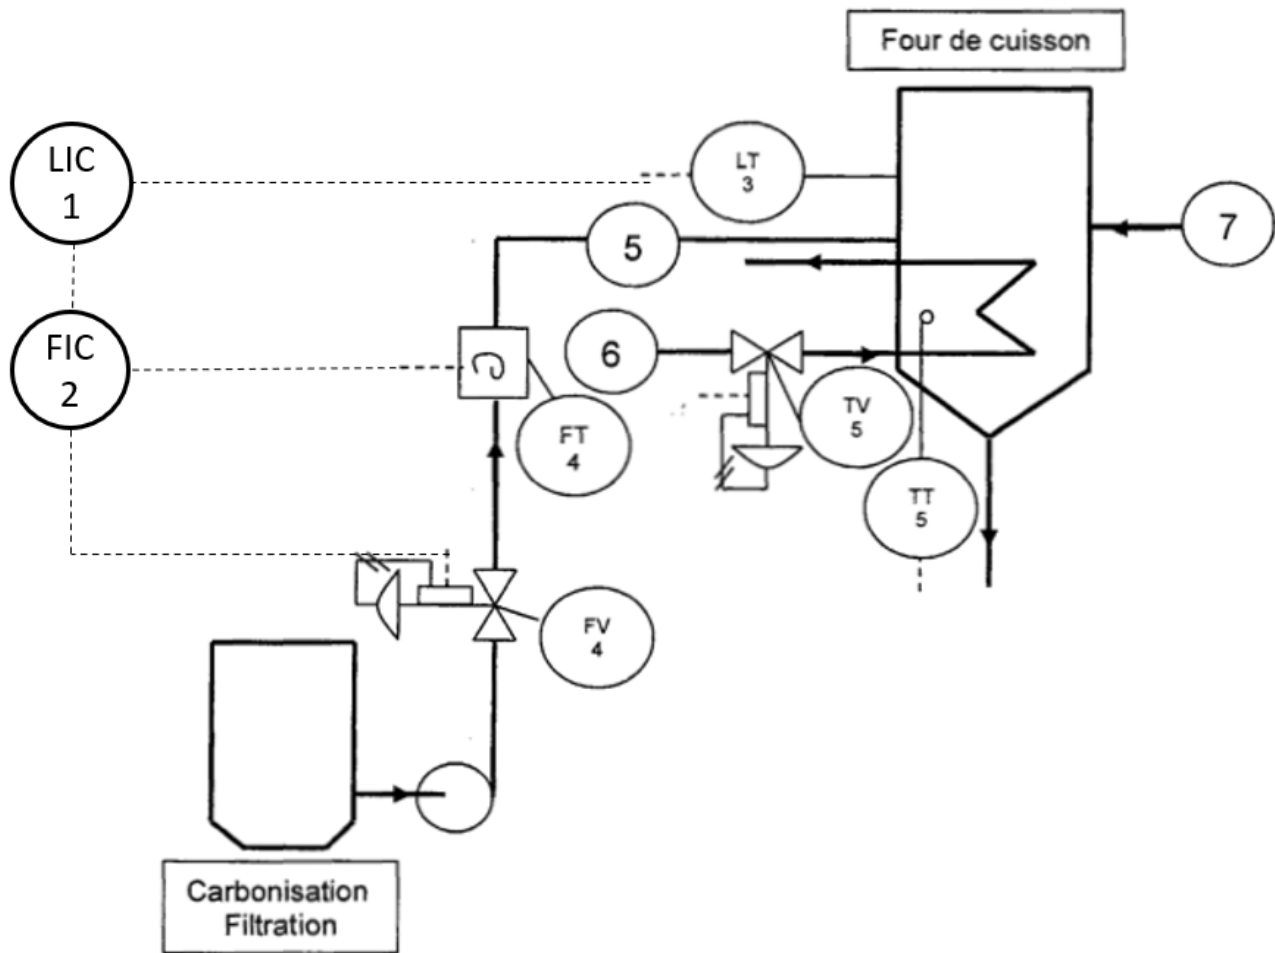 Four de cuisson
LIC
1
LT
3
5
7
FIC
2
6
FT
4
TV
5
TT
5
FV
4
Carbonisation
Filtration